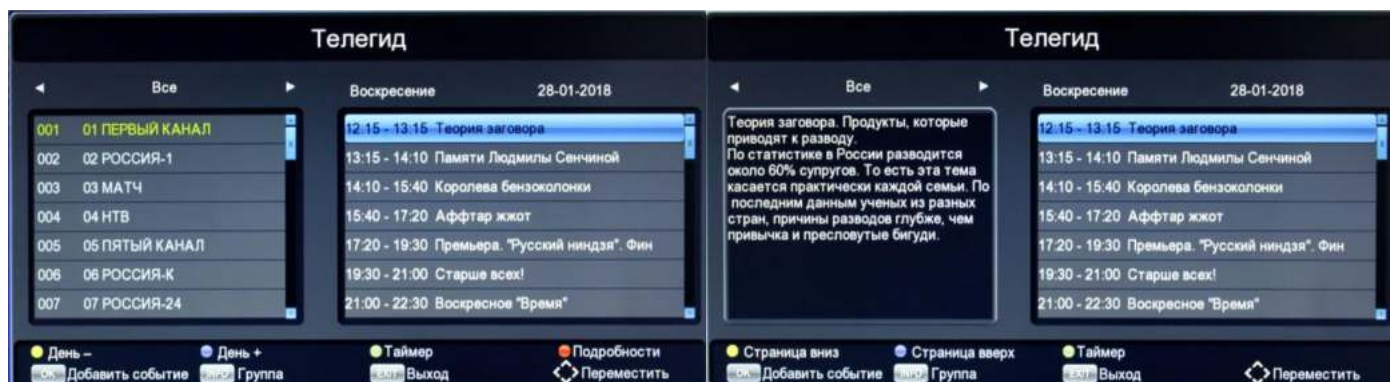 Телегид
Все
Воскресение 28-01-2018
001 01 ПЕРВЫЙ КАНАЛ
002 02 РОССИЯ-1
003 03 МАТЧ
004 04 НТВ
005 05 ПЯТЫЙ КАНАЛ
006 06 РОССИЯ-К
007 07 РОССИЯ-24
12:15 - 13:15 Теория заговора
13:15 - 14:10 Памяти Людмилы Сенчиной
14:10 - 15:40 Королева бензоколонки
15:40 - 17:20 Аффтар жжот
17:20 - 19:30 Премьера. "Русский ниндзя". Фин
19:30 - 21:00 Старше всех!
21:00 - 22:30 Воскресное "Время"
День – День + Таймер Подробности
OK Добавить событие INFO Группа EXIT Выход Переместить
Телегид
Все
Воскресение 28-01-2018
Теория заговора. Продукты, которые
приводят к разводу.
По статистике в России разводится
около 60% супругов. То есть эта тема
касается практически каждой семьи. По
последним данным ученых из разных
стран, причины разводов глубже, чем
привычка и пресловутые бигуди.
12:15 - 13:15 Теория заговора
13:15 - 14:10 Памяти Людмилы Сенчиной
14:10 - 15:40 Королева бензоколонки
15:40 - 17:20 Аффтар жжот
17:20 - 19:30 Премьера. "Русский ниндзя". Фин
19:30 - 21:00 Старше всех!
21:00 - 22:30 Воскресное "Время"
Страница вниз Страница вверх Таймер
OK Добавить событие INFO Группа EXIT Выход Переместить